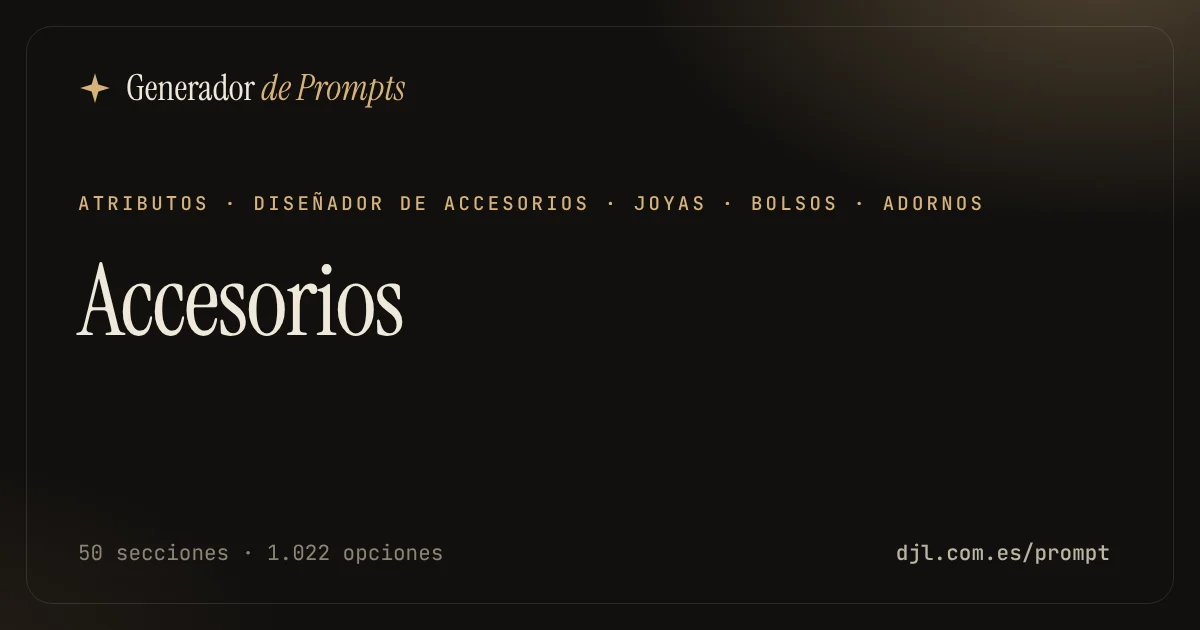 Generador de Prompts
ATRIBUTOS · DISEÑADOR DE ACCESORIOS · JOYAS · BOLSOS · ADORNOS
Accesorios
50 secciones · 1.022 opciones
djl.com.es/prompt